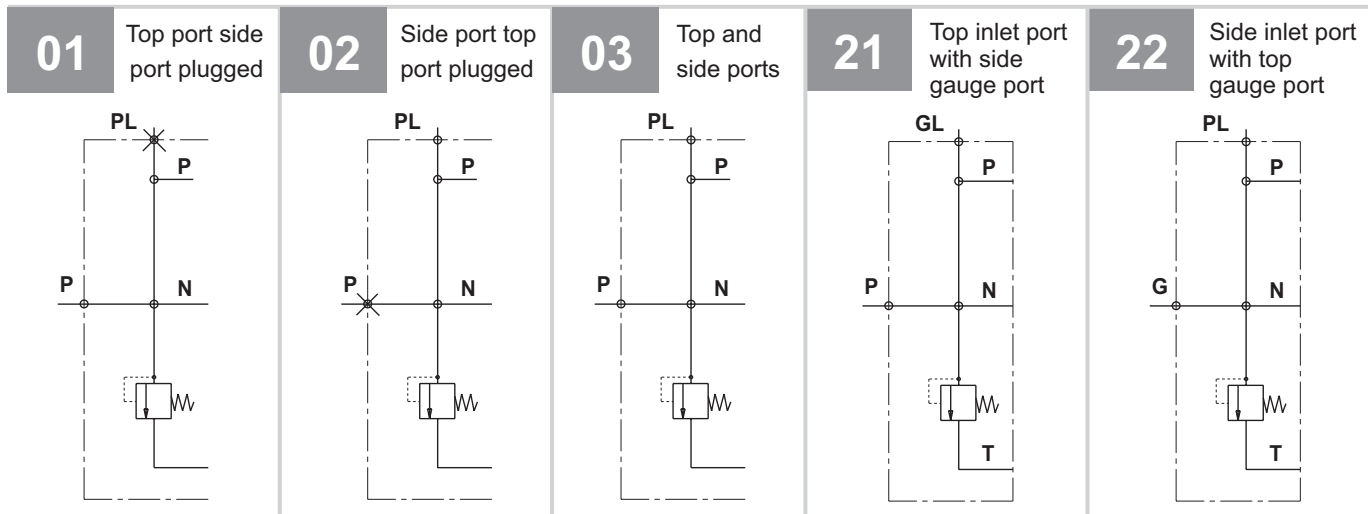 01
Top port side
port plugged
PL
P
P
N
02
Side port top
port plugged
PL
P
P
N
03
Top and
side ports
PL
P
P
N
21
Top inlet port
with side
gauge port
GL
P
P
N
T
22
Side inlet port
with top
gauge port
PL
P
G
N
T